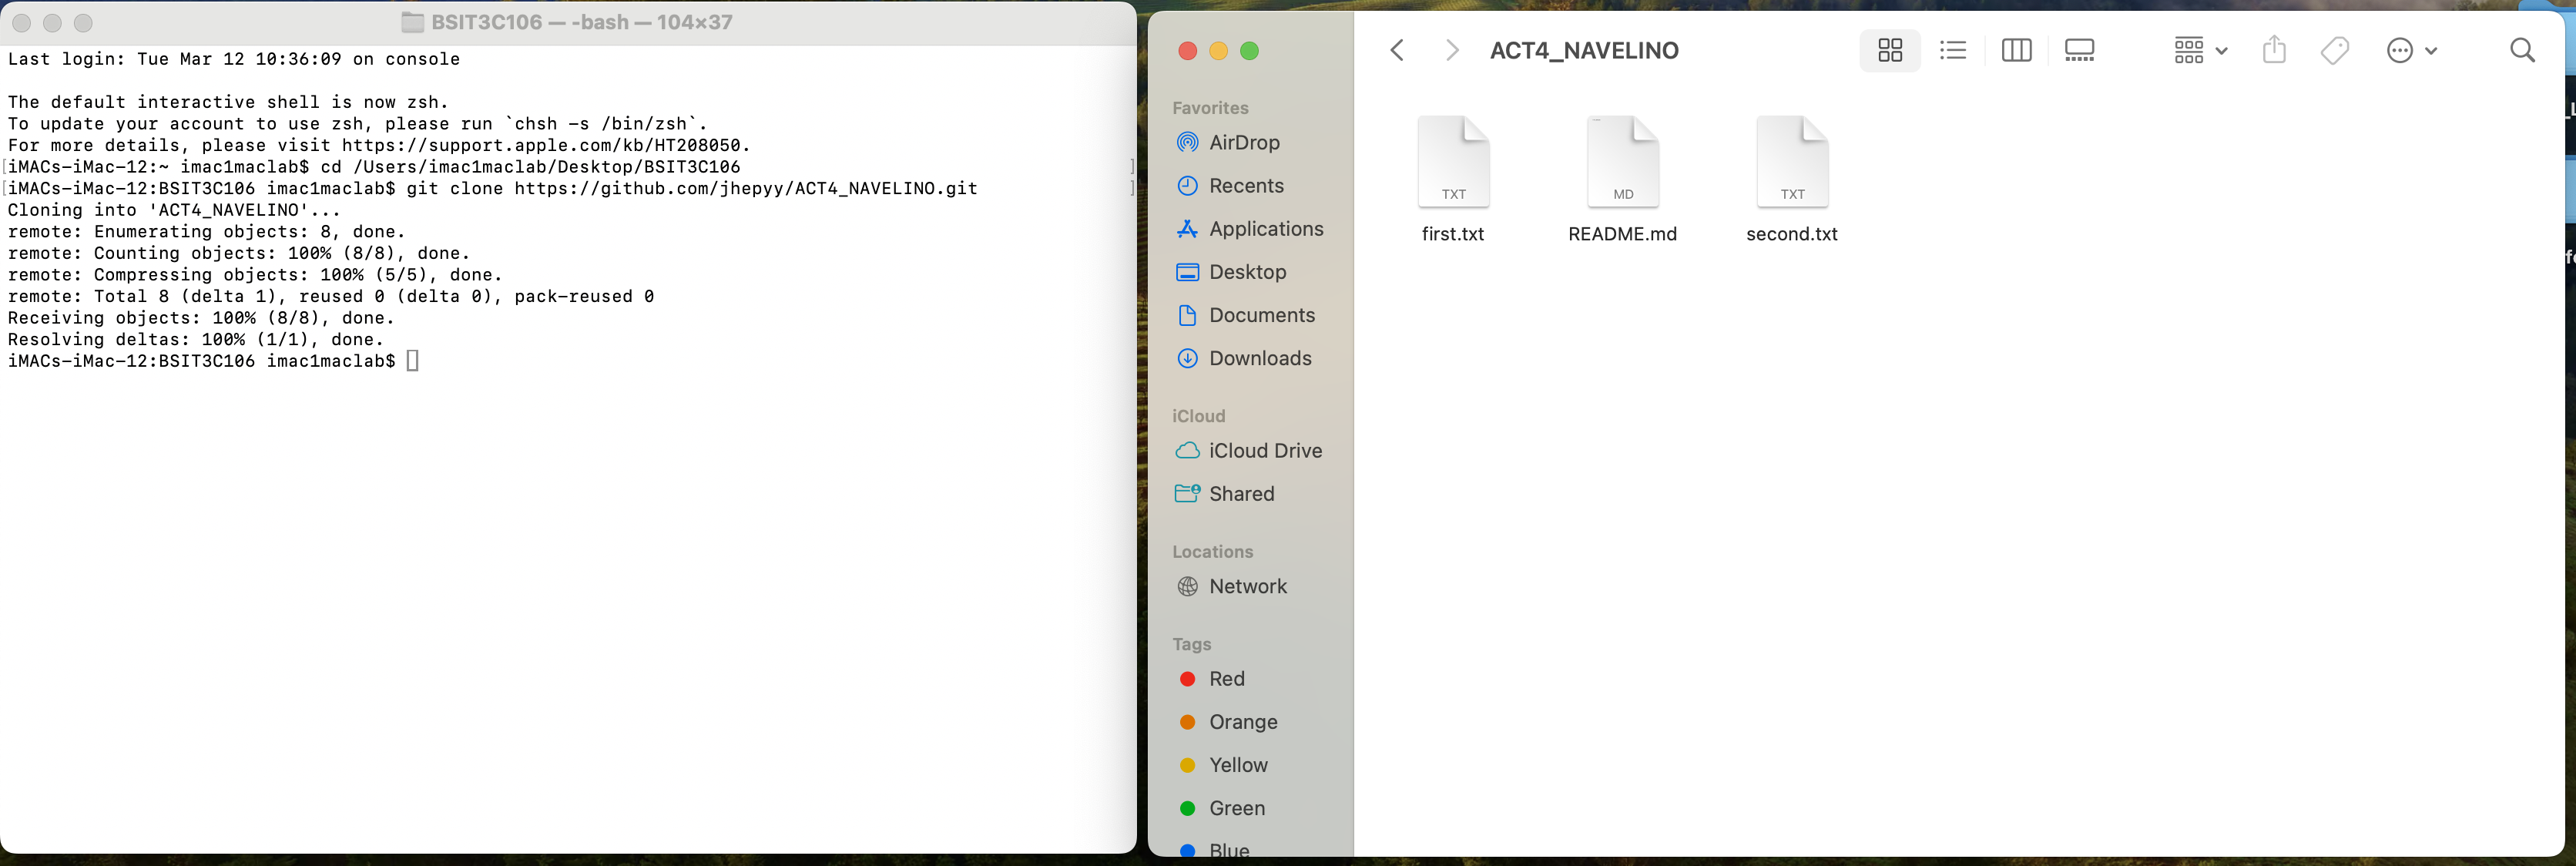 BSIT3C106 — -bash — 104×37
Last login: Tue Mar 12 10:36:09 on console
The default interactive shell is now zsh.
To update your account to use zsh, please run `chsh -s /bin/zsh`.
For more details, please visit https://support.apple.com/kb/HT208050.
[iMACs-iMac-12:~ imac1maclab$ cd /Users/imac1maclab/Desktop/BSIT3C106 ]
[iMACs-iMac-12:BSIT3C106 imac1maclab$ git clone https://github.com/jhepyy/ACT4_NAVELINO.git ]
Cloning into 'ACT4_NAVELINO'...
remote: Enumerating objects: 8, done.
remote: Counting objects: 100% (8/8), done.
remote: Compressing objects: 100% (5/5), done.
remote: Total 8 (delta 1), reused 0 (delta 0), pack-reused 0
Receiving objects: 100% (8/8), done.
Resolving deltas: 100% (1/1), done.
iMACs-iMac-12:BSIT3C106 imac1maclab$
Favorites
AirDrop
Recents
Applications
Desktop
Documents
Downloads
iCloud
iCloud Drive
Shared
Locations
Network
Tags
Red
Orange
Yellow
Green
Blue
ACT4_NAVELINO
TXT
MD
TXT
first.txt
README.md
second.txt